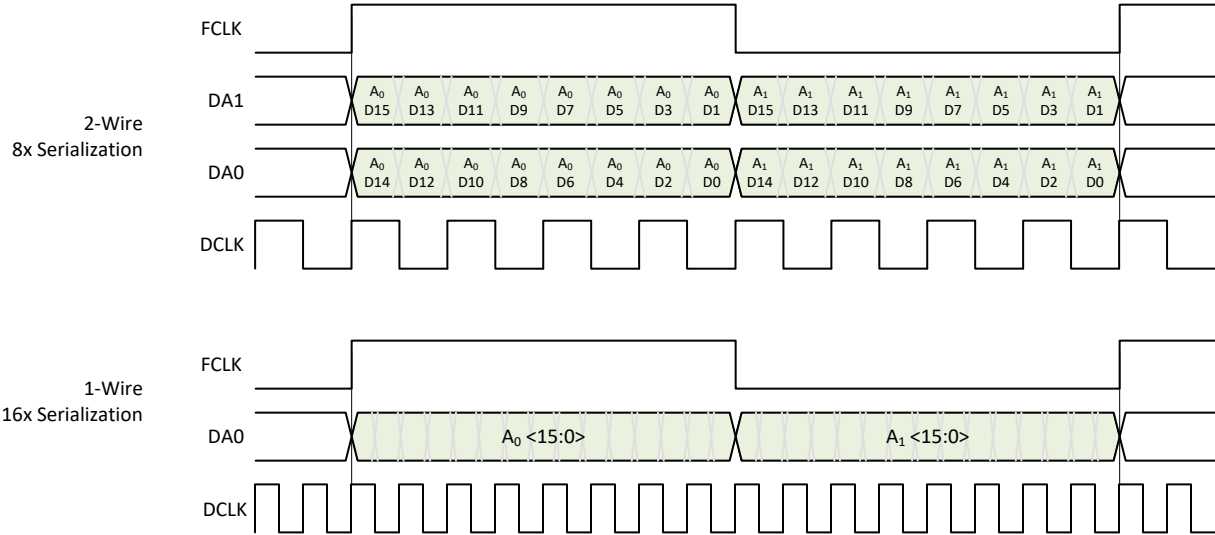 FCLK
2-Wire
8x Serialization
DA1
A0 A0 A0 A0 A0 A0 A0 A0 A1 A1 A1 A1 A1 A1 A1 A1
D15 D13 D11 D9 D7 D5 D3 D1 D15 D13 D11 D9 D7 D5 D3 D1
DA0
A0 A0 A0 A0 A0 A0 A0 A0 A1 A1 A1 A1 A1 A1 A1 A1
D14 D12 D10 D8 D6 D4 D2 D0 D14 D12 D10 D8 D6 D4 D2 D0
DCLK
FCLK
1-Wire
16x Serialization
DA0
A0 <15:0> A1 <15:0>
DCLK